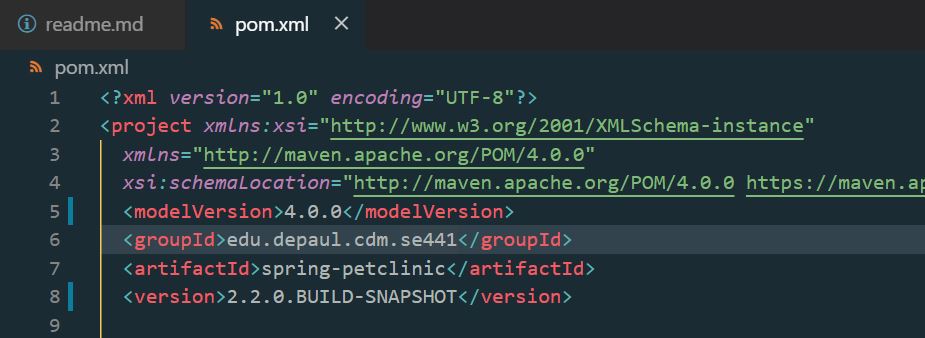 readme.md
pom.xml
pom.xml
1 <?xml version="1.0" encoding="UTF-8"?>
2 <project xmlns:xsi="http://www.w3.org/2001/XMLSchema-instance"
3 xmlns="http://maven.apache.org/POM/4.0.0"
4 xsi:schemaLocation="http://maven.apache.org/POM/4.0.0 https://maven.ap
5 <modelVersion>4.0.0</modelVersion>
6 <groupId>edu.depaul.cdm.se441</groupId>
7 <artifactId>spring-petclinic</artifactId>
8 <version>2.2.0.BUILD-SNAPSHOT</version>
9